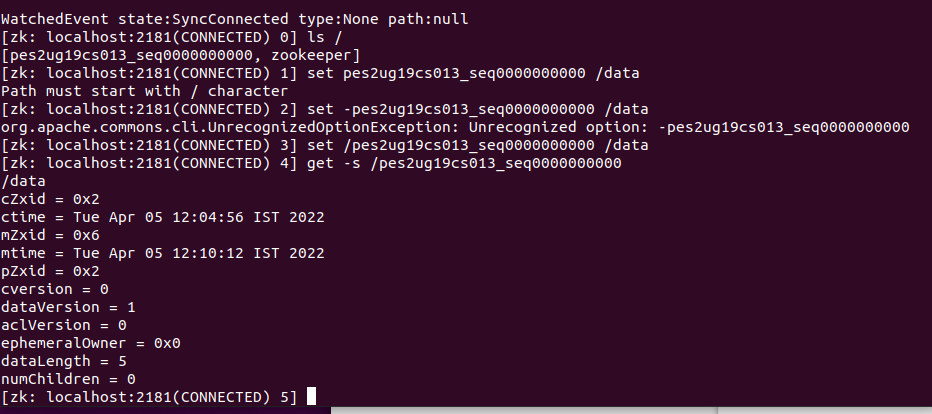 WatchedEvent state:SyncConnected type:None path:null
[zk: localhost:2181(CONNECTED) 0] ls /
[pes2ug19cs013_seq0000000000, zookeeper]
[zk: localhost:2181(CONNECTED) 1] set pes2ug19cs013_seq0000000000 /data
Path must start with / character
[zk: localhost:2181(CONNECTED) 2] set -pes2ug19cs013_seq0000000000 /data
org.apache.commons.cli.UnrecognizedOptionException: Unrecognized option: -pes2ug19cs013_seq0000000000
[zk: localhost:2181(CONNECTED) 3] set /pes2ug19cs013_seq0000000000 /data
[zk: localhost:2181(CONNECTED) 4] get -s /pes2ug19cs013_seq0000000000
/data
cZxid = 0x2
ctime = Tue Apr 05 12:04:56 IST 2022
mZxid = 0x6
mtime = Tue Apr 05 12:10:12 IST 2022
pZxid = 0x2
cversion = 0
dataVersion = 1
aclVersion = 0
ephemeralOwner = 0x0
dataLength = 5
numChildren = 0
[zk: localhost:2181(CONNECTED) 5]